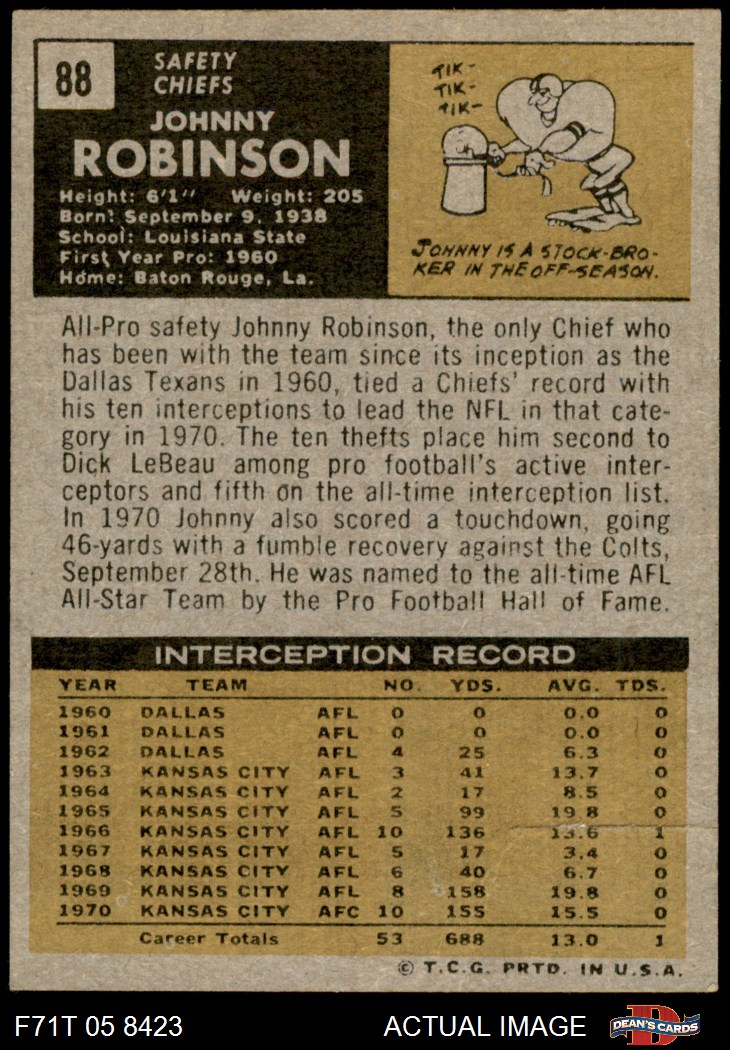 88
SAFETY
CHIEFS
JOHNNY
ROBINSON
Height: 6'1" Weight: 205
Born: September 9, 1938
School: Louisiana State
First Year Pro: 1960
Home: Baton Rouge, La.
TIK-
TIK-
TIK-
JOHNNY IS A STOCK-BRO-
KER IN THE OFF-SEASON.
All-Pro safety Johnny Robinson, the only Chief who
has been with the team since its inception as the
Dallas Texans in 1960, tied a Chiefs' record with
his ten interceptions to lead the NFL in that cate-
gory in 1970. The ten thefts place him second to
Dick LeBeau among pro football's active inter-
ceptors and fifth on the all-time interception list.
In 1970 Johnny also scored a touchdown, going
46-yards with a fumble recovery against the Colts,
September 28th. He was named to the all-time AFL
All-Star Team by the Pro Football Hall of Fame.
INTERCEPTION RECORD
YEAR TEAM NO. YDS. AVG. TDS.
1960 DALLAS AFL 0 0 0.0 0
1961 DALLAS AFL 0 0 0.0 0
1962 DALLAS AFL 4 25 6.3 0
1963 KANSAS CITY AFL 3 41 13.7 0
1964 KANSAS CITY AFL 2 17 8.5 0
1965 KANSAS CITY AFL 5 99 19.8 0
1966 KANSAS CITY AFL 10 136 13.6 1
1967 KANSAS CITY AFL 5 17 3.4 0
1968 KANSAS CITY AFL 6 40 6.7 0
1969 KANSAS CITY AFL 8 158 19.8 0
1970 KANSAS CITY AFC 10 155 15.5 0
Career Totals 53 688 13.0 1
© T.C.G. PRTD. IN U.S.A.
F71T 05 8423 ACTUAL IMAGE
DEAN'S CARDS